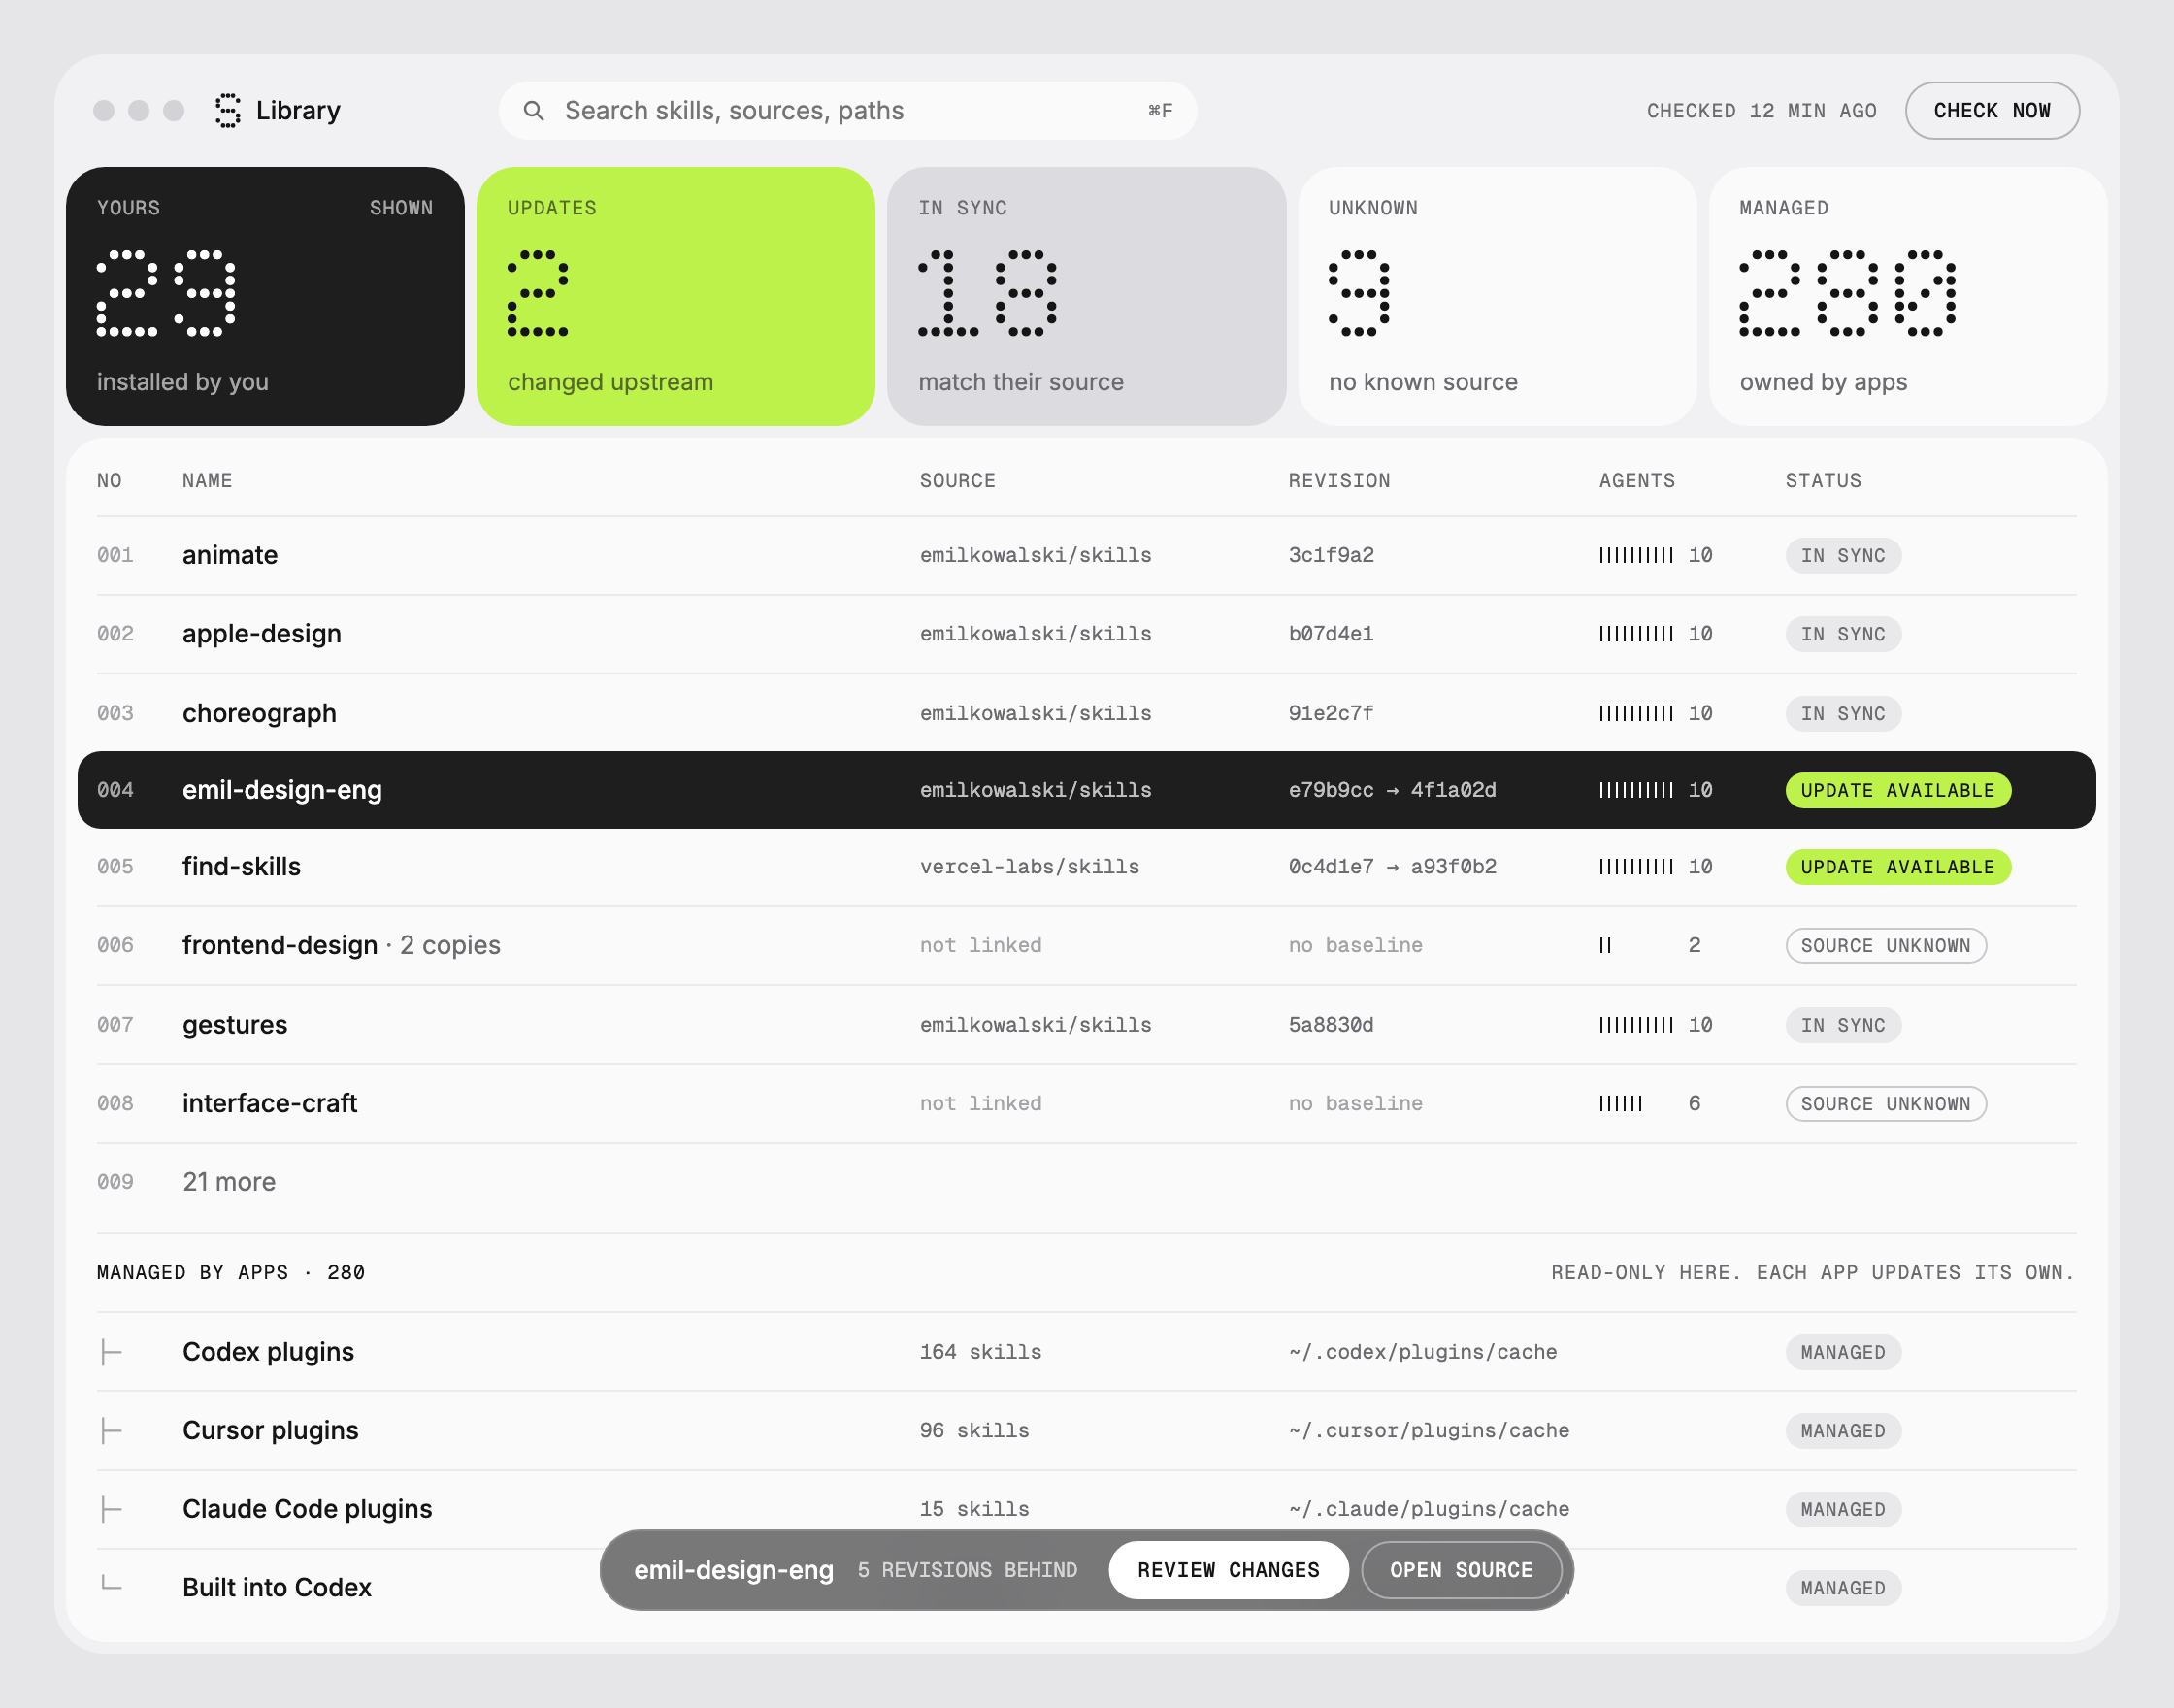 S Library
Search skills, sources, paths ⌘F
CHECKED 12 MIN AGO
CHECK NOW
YOURS SHOWN
29
installed by you
UPDATES
2
changed upstream
IN SYNC
18
match their source
UNKNOWN
9
no known source
MANAGED
280
owned by apps
NO NAME SOURCE REVISION AGENTS STATUS
001 animate emilkowalski/skills 3c1f9a2 10 IN SYNC
002 apple-design emilkowalski/skills b07d4e1 10 IN SYNC
003 choreograph emilkowalski/skills 91e2c7f 10 IN SYNC
004 emil-design-eng emilkowalski/skills e79b9cc → 4f1a02d 10 UPDATE AVAILABLE
005 find-skills vercel-labs/skills 0c4d1e7 → a93f0b2 10 UPDATE AVAILABLE
006 frontend-design · 2 copies not linked no baseline 2 SOURCE UNKNOWN
007 gestures emilkowalski/skills 5a8830d 10 IN SYNC
008 interface-craft not linked no baseline 6 SOURCE UNKNOWN
009 21 more
MANAGED BY APPS · 280 READ-ONLY HERE. EACH APP UPDATES ITS OWN.
Codex plugins 164 skills ~/.codex/plugins/cache MANAGED
Cursor plugins 96 skills ~/.cursor/plugins/cache MANAGED
Claude Code plugins 15 skills ~/.claude/plugins/cache MANAGED
Built into Codex MANAGED
emil-design-eng 5 REVISIONS BEHIND REVIEW CHANGES OPEN SOURCE